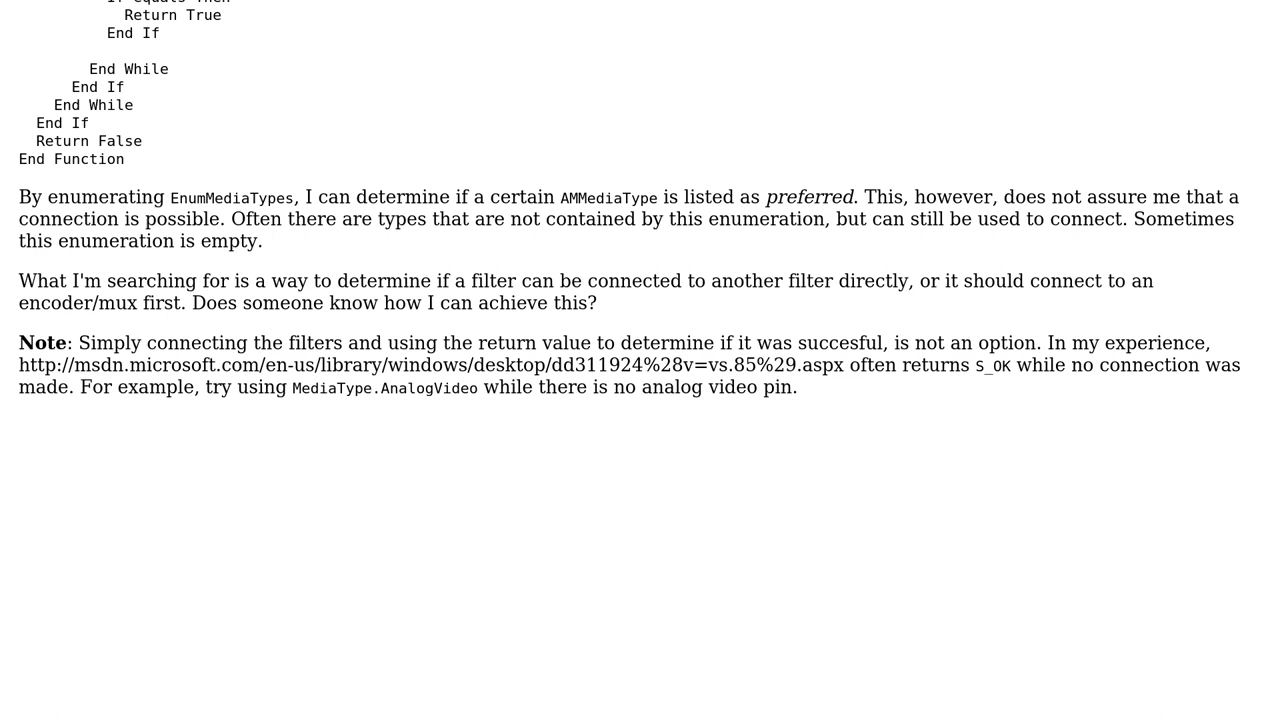 If equals Then
Return True
End If
End While
End If
End While
End If
Return False
End Function
By enumerating EnumMediaTypes, I can determine if a certain AMMediaType is listed as preferred. This, however, does not assure me that a
connection is possible. Often there are types that are not contained by this enumeration, but can still be used to connect. Sometimes
this enumeration is empty.
What I'm searching for is a way to determine if a filter can be connected to another filter directly, or it should connect to an
encoder/mux first. Does someone know how I can achieve this?
Note: Simply connecting the filters and using the return value to determine if it was succesful, is not an option. In my experience,
http://msdn.microsoft.com/en-us/library/windows/desktop/dd311924%28v=vs.85%29.aspx often returns S_OK while no connection was
made. For example, try using MediaType.AnalogVideo while there is no analog video pin.